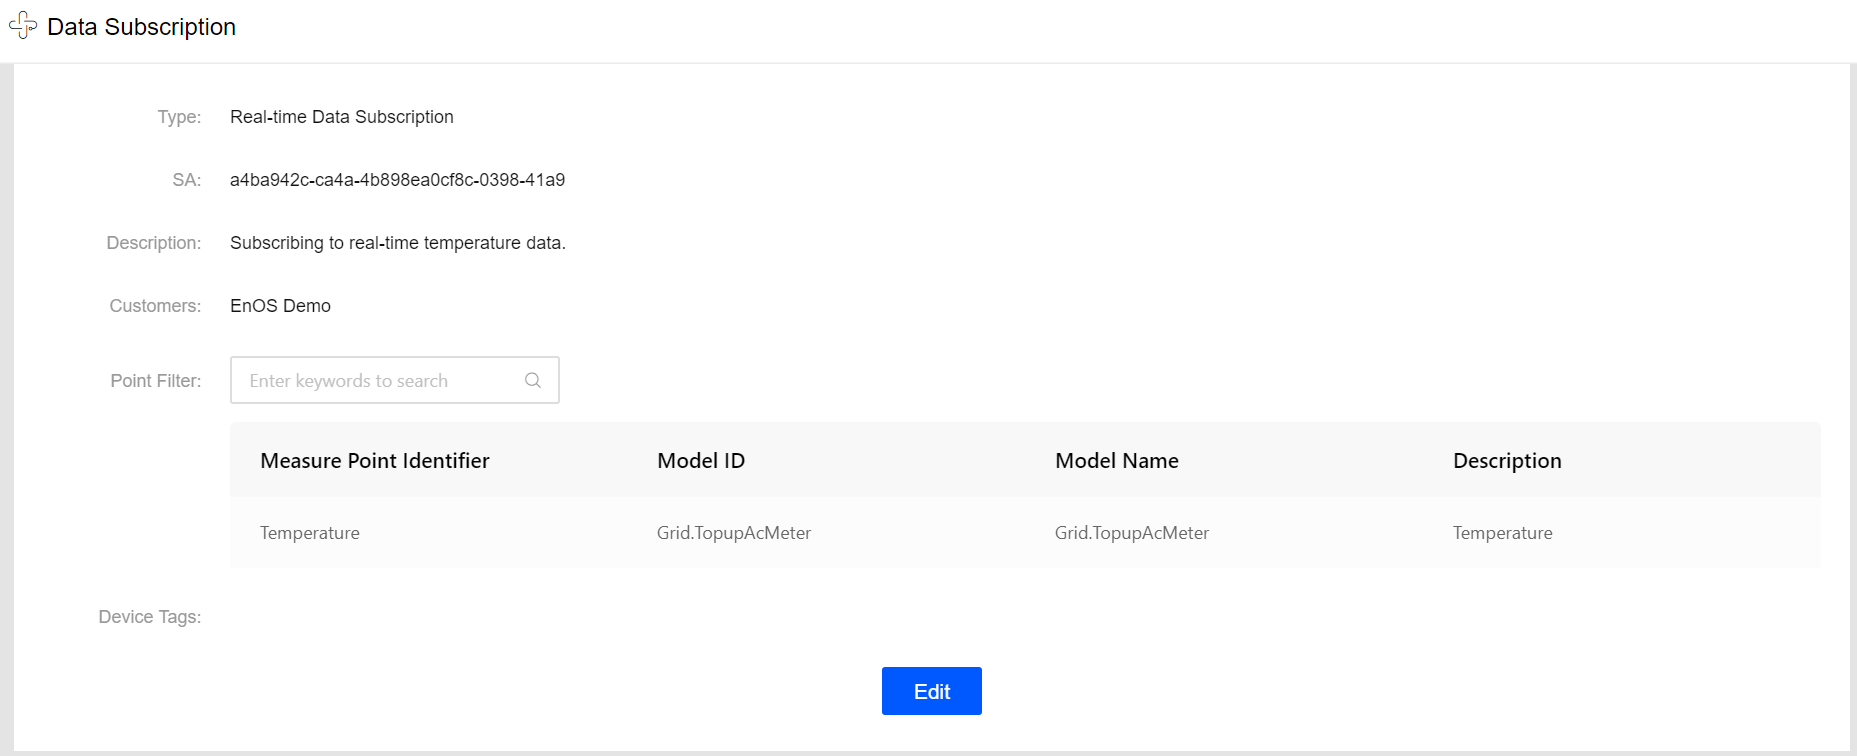 Data Subscription
Type: Real-time Data Subscription
SA: a4ba942c-ca4a-4b898ea0cf8c-0398-41a9
Description: Subscribing to real-time temperature data.
Customers: EnOS Demo
Point Filter: Enter keywords to search
Measure Point Identifier Model ID Model Name Description
Temperature Grid.TopupAcMeter Grid.TopupAcMeter Temperature
Device Tags:
Edit